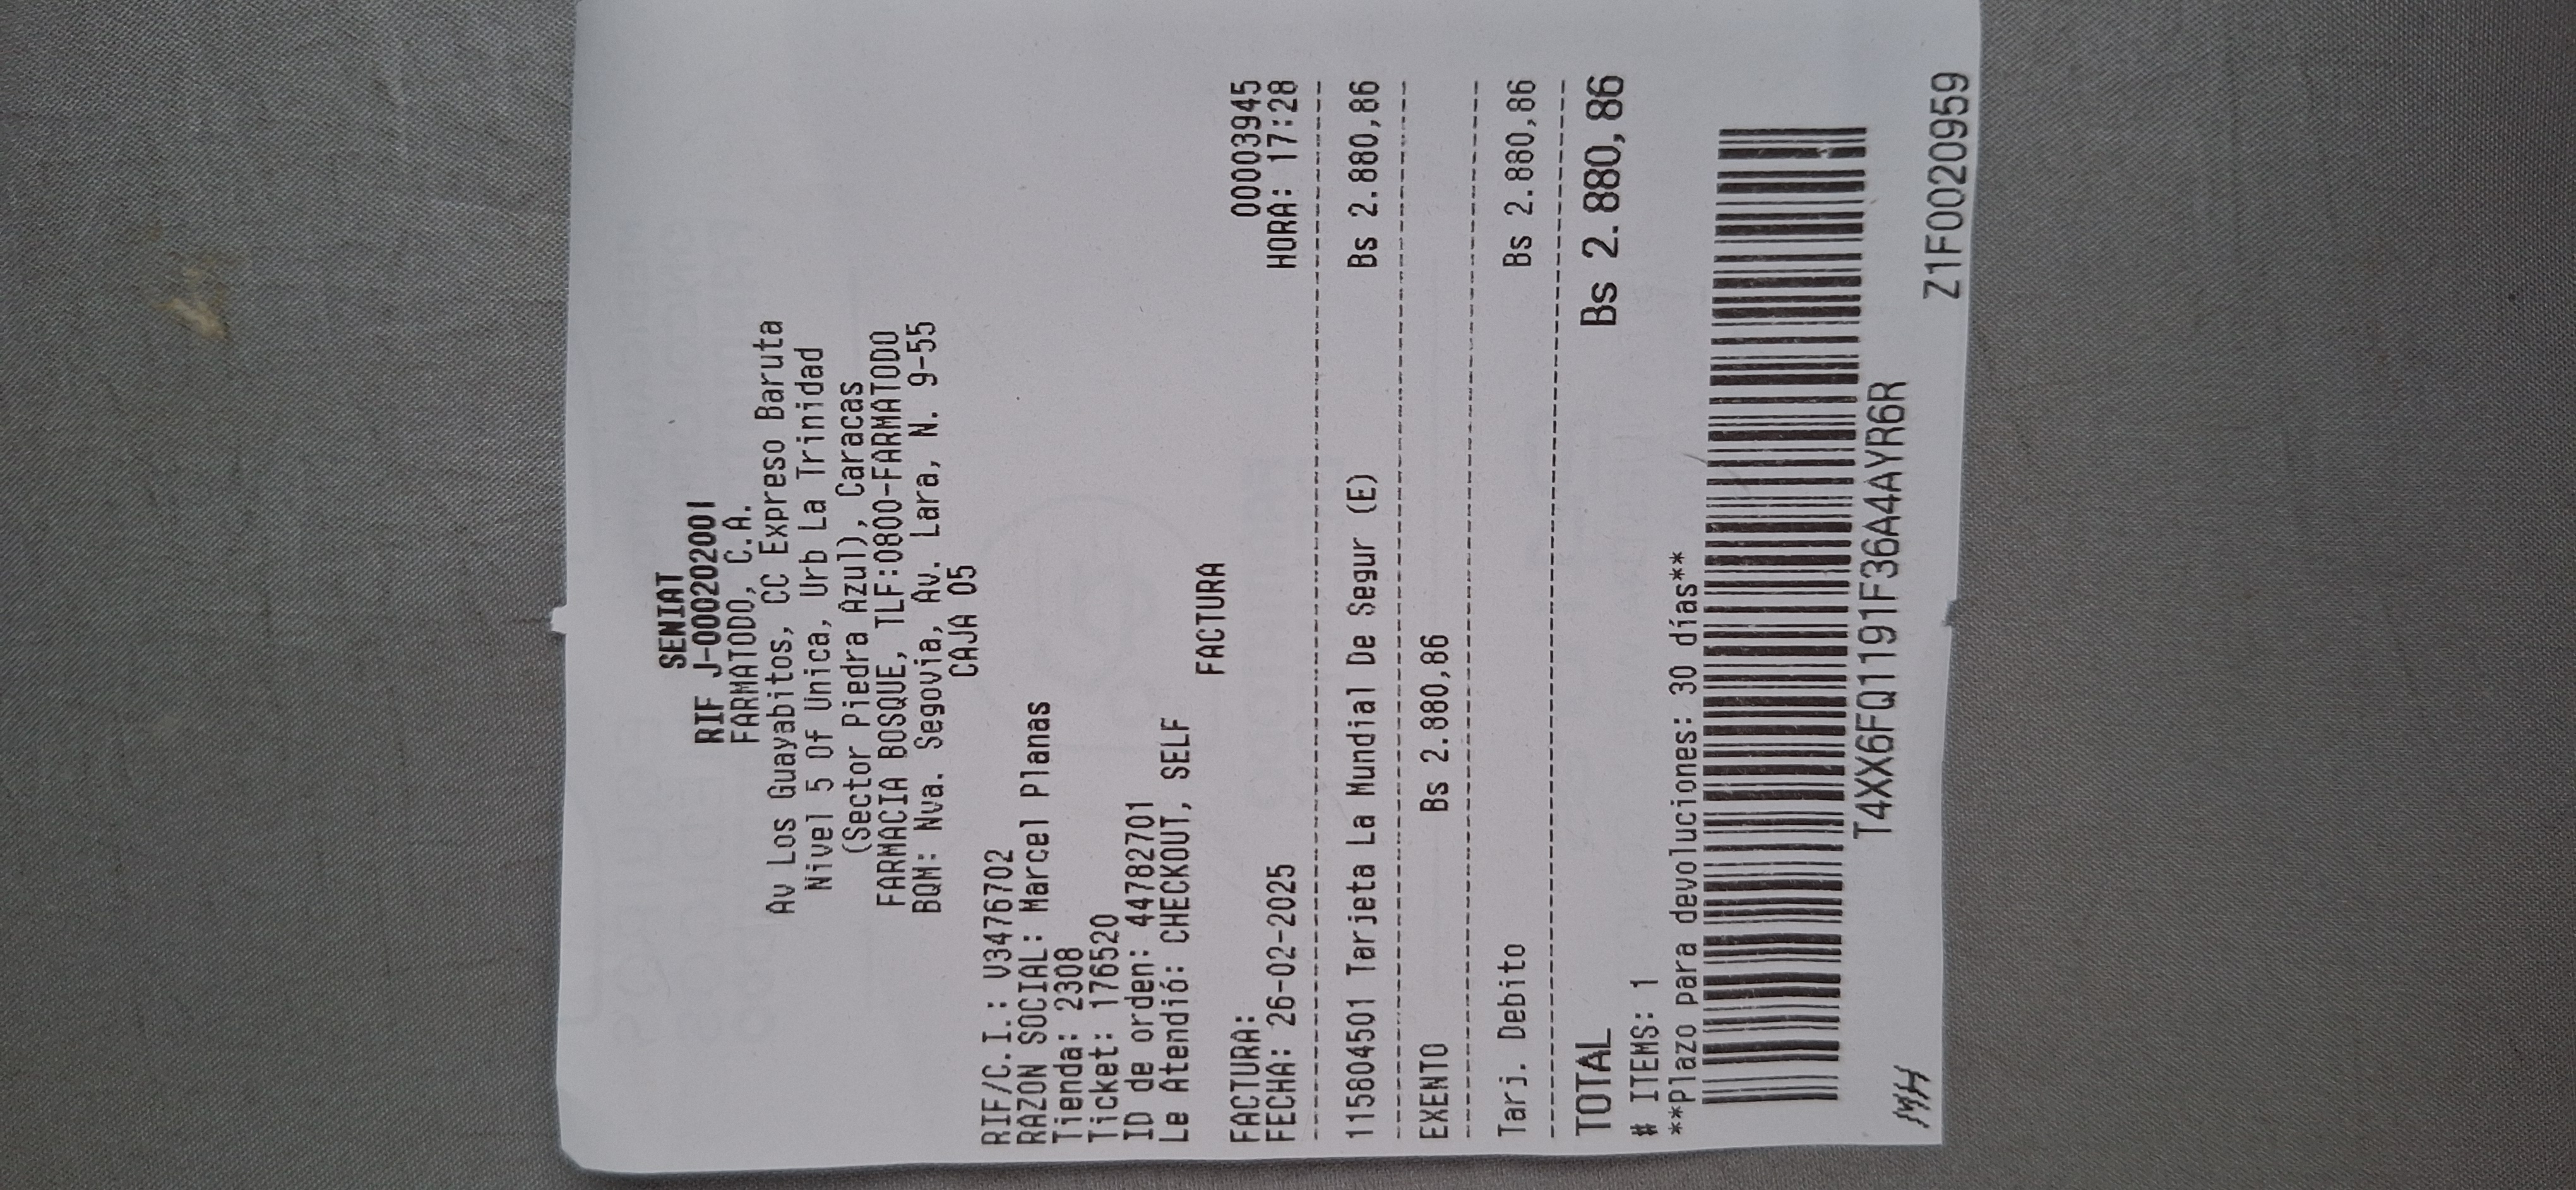 SENIAT
RIF J-000202001
FARMATODO, C.A.
Av Los Guayabitos, CC Expreso Baruta
Nivel 5 Of Unica, Urb La Trinidad
(Sector Piedra Azul), Caracas
FARMACIA BOSQUE, TLF:0800-FARMATODO
BQM: Nva. Segovia, Av. Lara, N. 9-55
CAJA 05
RIF/C.I.: V3476702
RAZON SOCIAL: Marcel Planas
Tienda: 2308
Ticket: 176520
ID de orden: 447827701
Le Atendió: CHECKOUT, SELF
FACTURA
FACTURA: 00003945
FECHA: 26-02-2025 HORA: 17:28
115804501 Tarjeta La Mundial De Segur (E) Bs 2.880,86
EXENTO Bs 2.880,86
Tarj. Debito Bs 2.880,86
TOTAL Bs 2.880,86
# ITEMS: 1
**Plazo para devoluciones: 30 días**
T4XX6FQ1191F36A4AYR6R
MH Z1F0020959